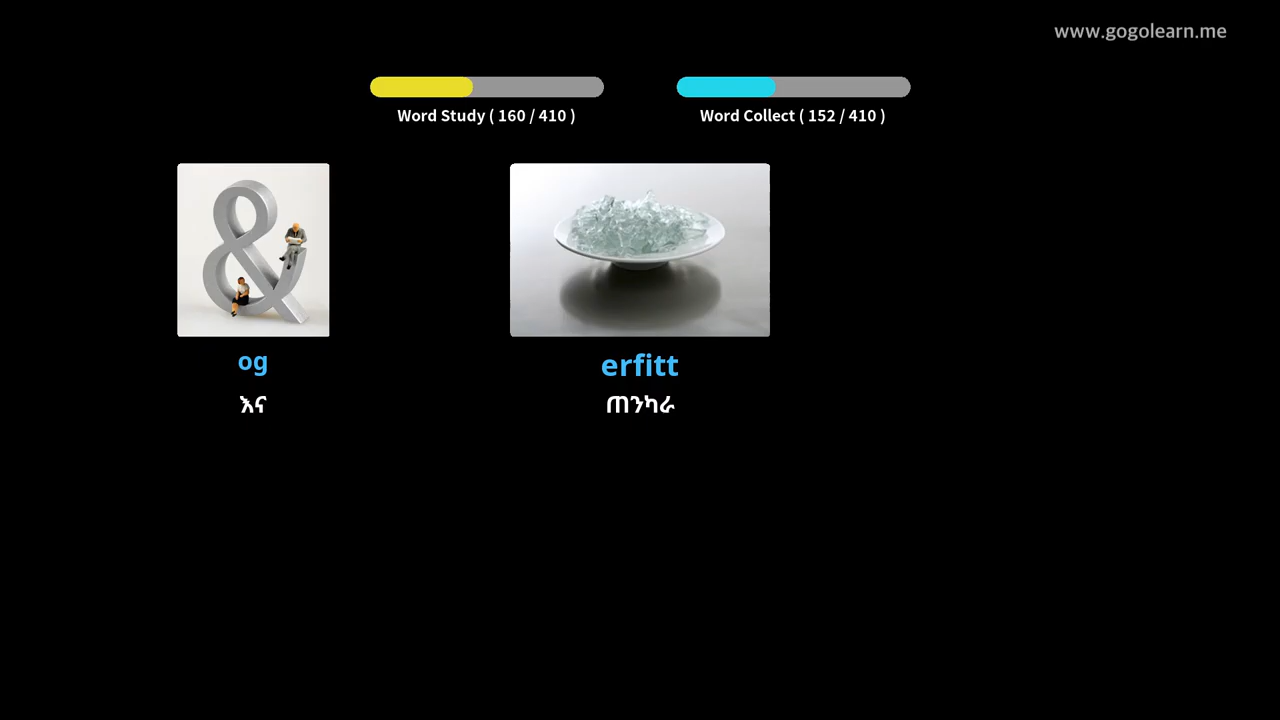 www.gogolearn.me
Word Study ( 160 / 410 )
Word Collect ( 152 / 410 )
&
og
erfitt
እና
ጠንካራ